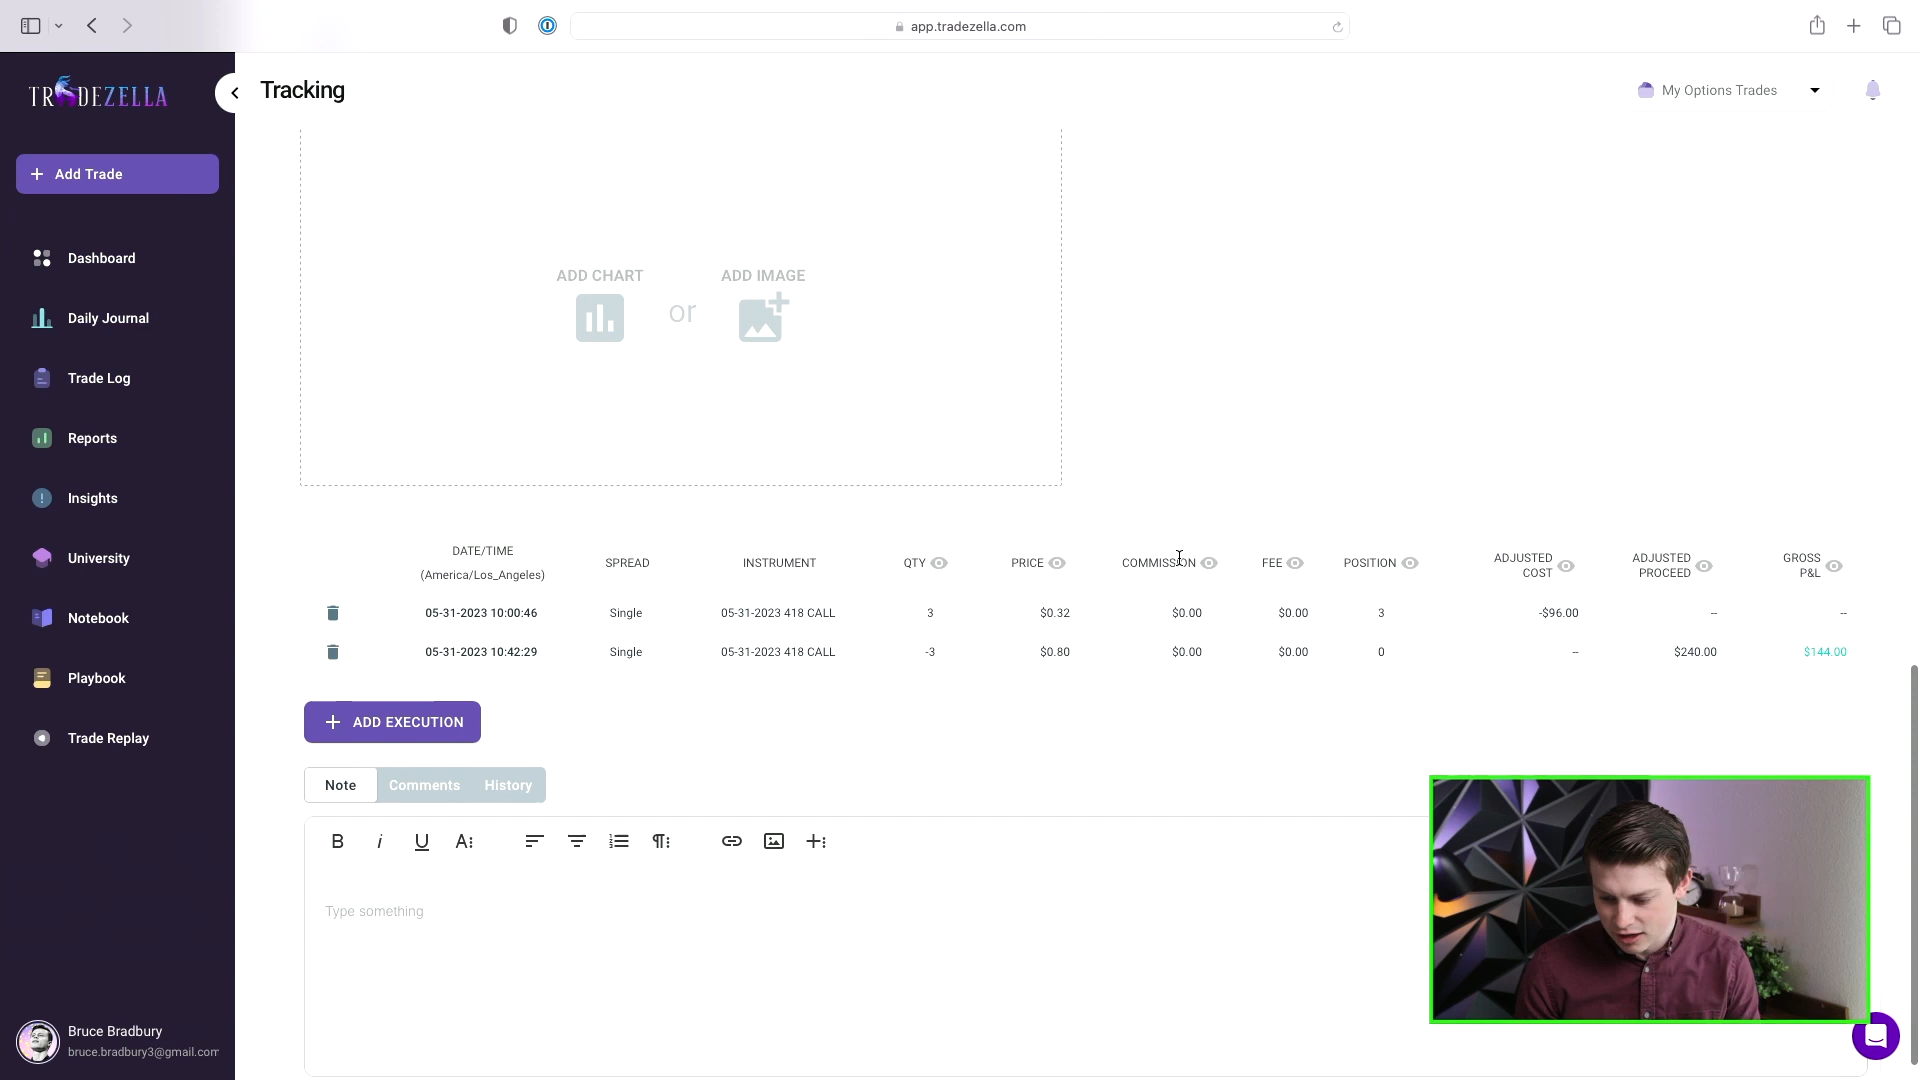 app.tradezella.com
TRADEZELLA
Tracking
My Options Trades
Add Trade
Dashboard
Daily Journal
Trade Log
Reports
Insights
University
Notebook
Playbook
Trade Replay
Bruce Bradbury
bruce.bradbury3@gmail.com
ADD CHART or ADD IMAGE
DATE/TIME (America/Los_Angeles) SPREAD INSTRUMENT QTY PRICE COMMISSION FEE POSITION ADJUSTED COST ADJUSTED PROCEED GROSS P&L
05-31-2023 10:00:46 Single 05-31-2023 418 CALL 3 $0.32 $0.00 $0.00 3 -$96.00 -- --
05-31-2023 10:42:29 Single 05-31-2023 418 CALL -3 $0.80 $0.00 $0.00 0 -- $240.00 $144.00
ADD EXECUTION
Note Comments History
B i U A
Type something